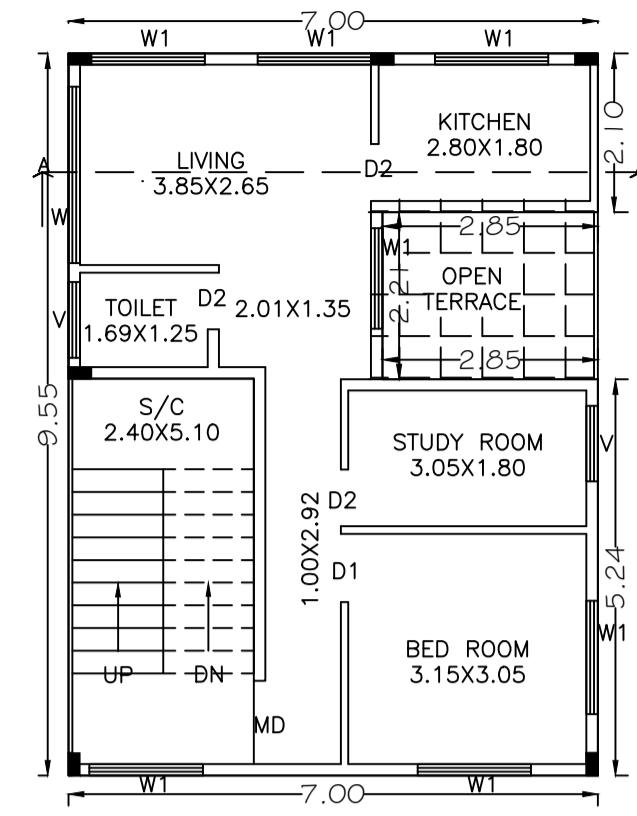 7.00
W1 W1 W1
KITCHEN
2.80X1.80
2.10
A
LIVING
3.85X2.65
D2
W
W1
2.85
2.21
OPEN
TERRACE
2.85
D2
2.01X1.35
TOILET
1.69X1.25
V
9.55
S/C
2.40X5.10
STUDY ROOM
3.05X1.80
V
D2
1.00X2.92
D1
5.24
W1
BED ROOM
3.15X3.05
UP DN
MD
W1 W1
7.00